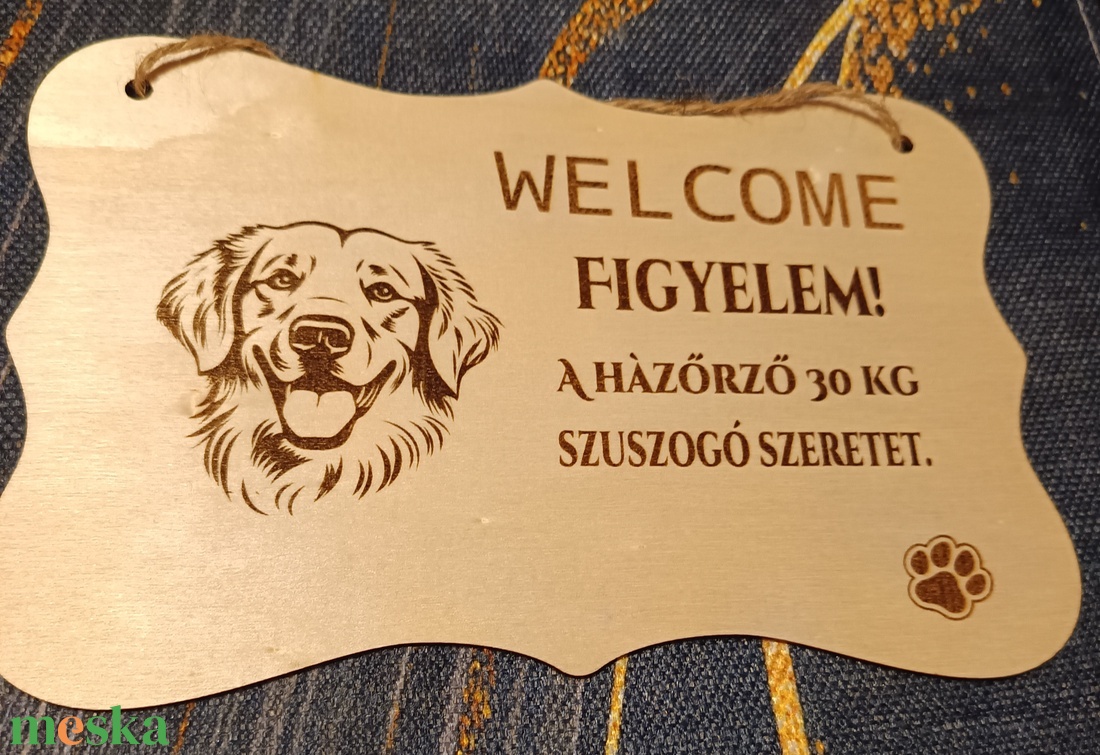 WELCOME
FIGYELEM!
A HÀZŐRZŐ 30 KG
SZUSZOGÓ SZERETET.
meska